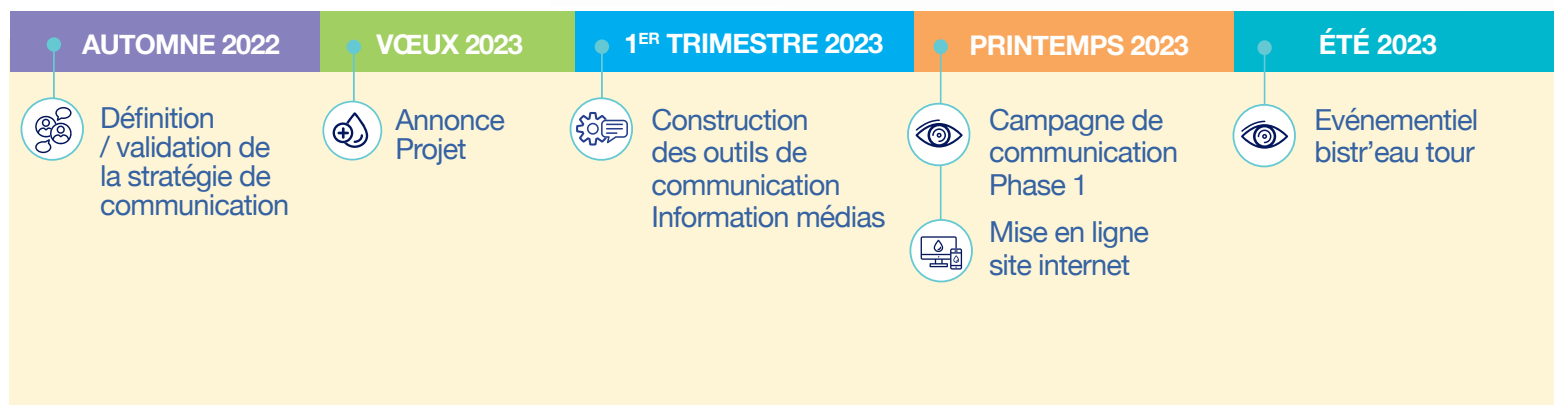 AUTOMNE 2022
VŒUX 2023
1ER TRIMESTRE 2023
PRINTEMPS 2023
ÉTÉ 2023
Définition
/ validation de
la stratégie de
communication
Annonce
Projet
Construction
des outils de
communication
Information médias
Campagne de
communication
Phase 1
Mise en ligne
site internet
Evénementiel
bistr’eau tour